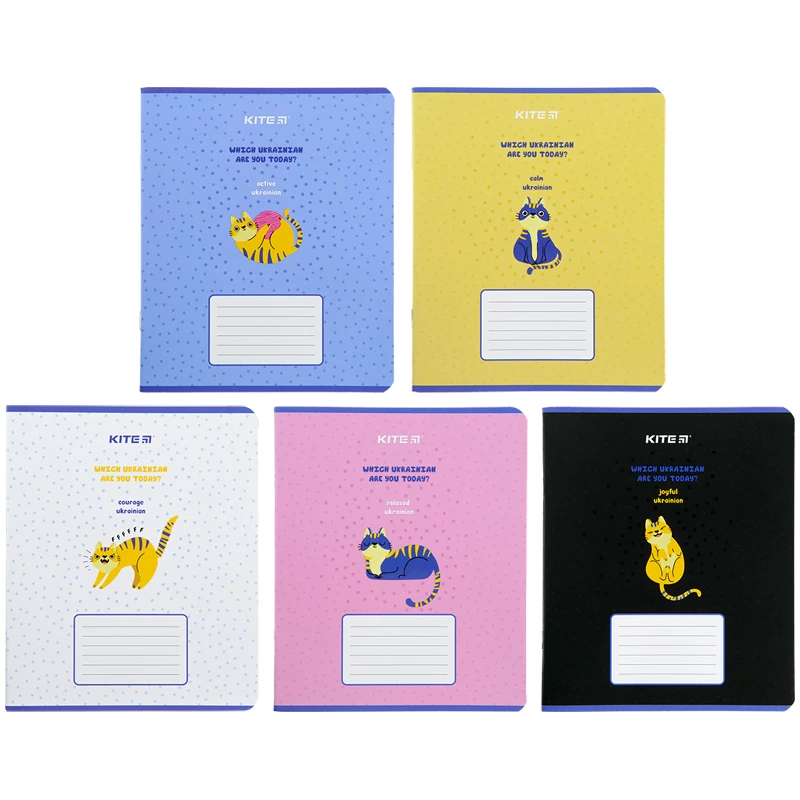 KITE
WHICH UKRAINIAN
ARE YOU TODAY?
active
ukrainian
KITE
WHICH UKRAINIAN
ARE YOU TODAY?
calm
ukrainian
KITE
WHICH UKRAINIAN
ARE YOU TODAY?
courage
ukrainian
KITE
WHICH UKRAINIAN
ARE YOU TODAY?
relaxed
ukrainian
KITE
WHICH UKRAINIAN
ARE YOU TODAY?
joyful
ukrainian